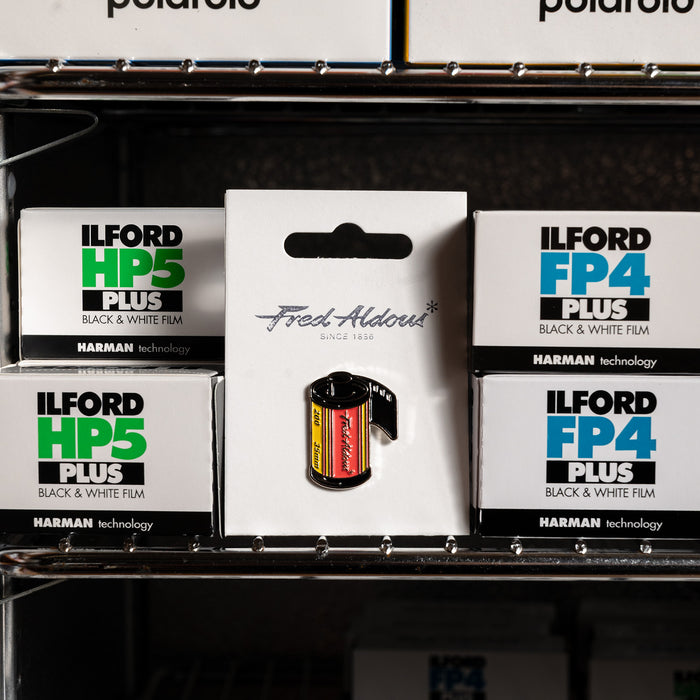 polaroid
polaroid
ILFORD
HP5
PLUS
BLACK & WHITE FILM
HARMAN technology
ILFORD
HP5
PLUS
BLACK & WHITE FILM
HARMAN technology
Fred Aldous*
SINCE 1886
200 35mm
Fred Aldous*
ILFORD
FP4
PLUS
BLACK & WHITE FILM
HARMAN technology
ILFORD
FP4
PLUS
BLACK & WHITE FILM
HARMAN technology
ILFORD
FP4